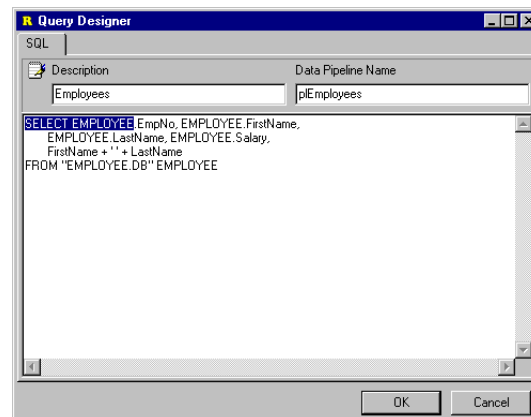 R Query Designer
SQL
Description
Data Pipeline Name
Employees
plEmployees
SELECT EMPLOYEE.EmpNo, EMPLOYEE.FirstName,
EMPLOYEE.LastName, EMPLOYEE.Salary,
FirstName + ' ' + LastName
FROM "EMPLOYEE.DB" EMPLOYEE
OK
Cancel